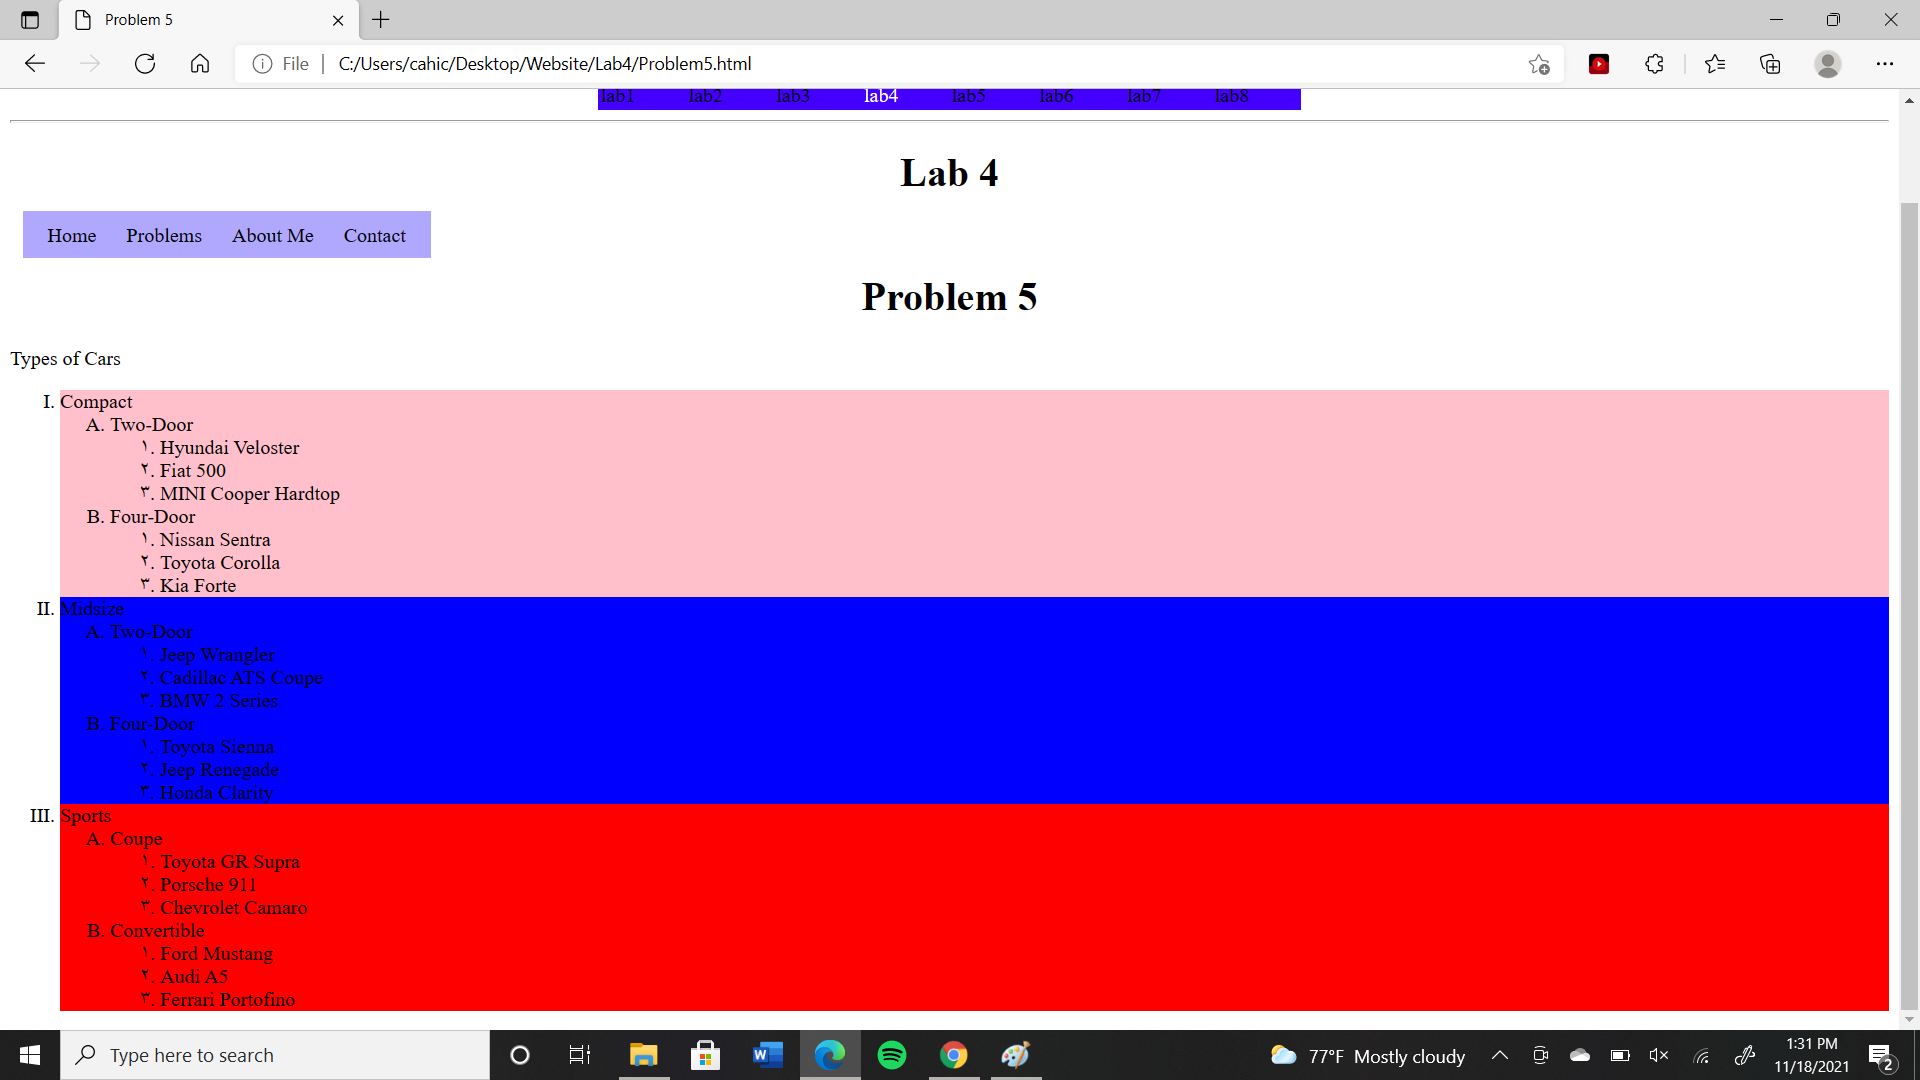 Problem 5
File
C:/Users/cahic/Desktop/Website/Lab4/Problem5.html
lab1 lab2 lab3 lab4 lab5 lab6 lab7 lab8
Lab 4
Home Problems About Me Contact
Problem 5
Types of Cars
I. Compact
A. Two-Door
١. Hyundai Veloster
٢. Fiat 500
٣. MINI Cooper Hardtop
B. Four-Door
١. Nissan Sentra
٢. Toyota Corolla
٣. Kia Forte
II. Midsize
A. Two-Door
١. Jeep Wrangler
٢. Cadillac ATS Coupe
٣. BMW 2 Series
B. Four-Door
١. Toyota Sienna
٢. Jeep Renegade
٣. Honda Clarity
III. Sports
A. Coupe
١. Toyota GR Supra
٢. Porsche 911
٣. Chevrolet Camaro
B. Convertible
١. Ford Mustang
٢. Audi A5
٣. Ferrari Portofino
Type here to search
W
77°F Mostly cloudy
1:31 PM
11/18/2021
2